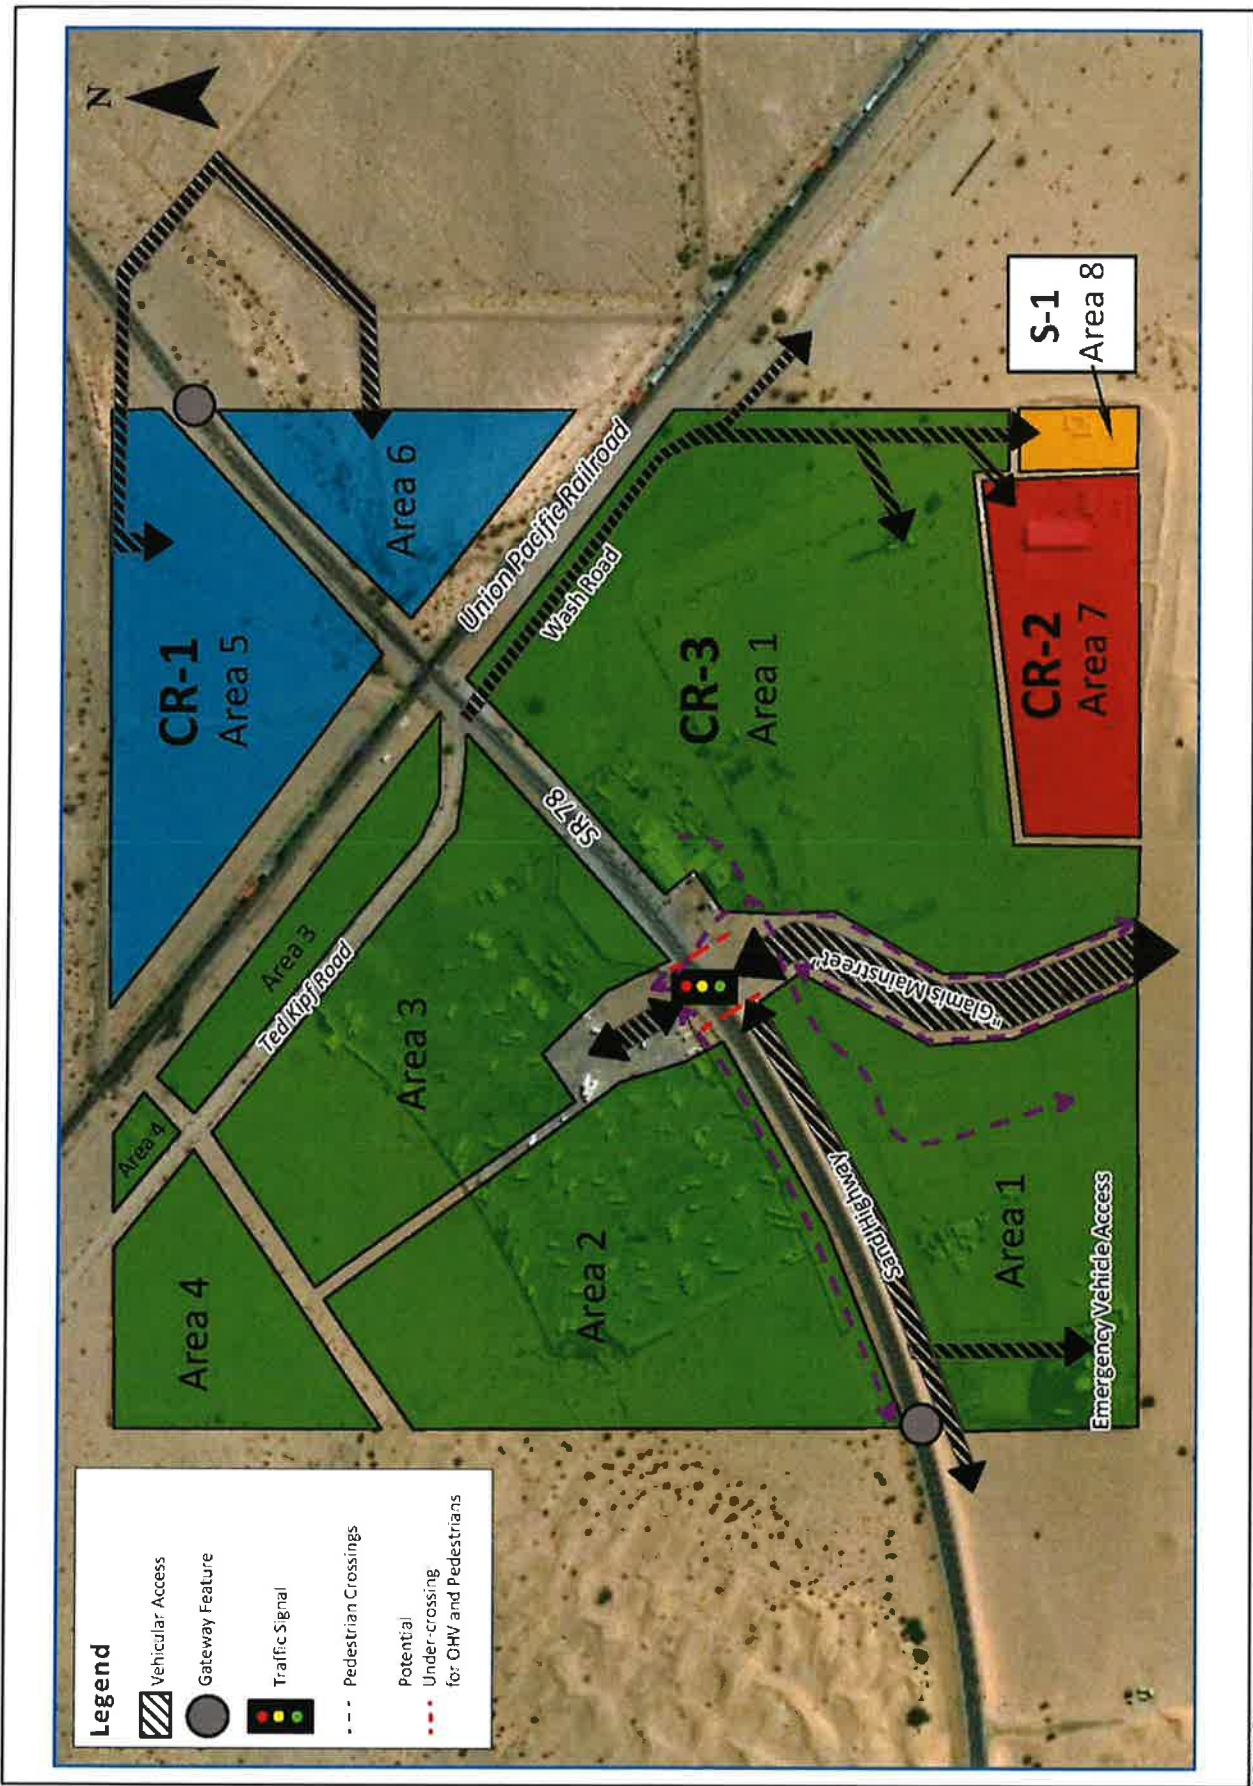 N
CR-1
Area 5
Area 6
Union Pacific Railroad
Wash Road
S-1
Area 8
CR-3
Area 1
CR-2
Area 7
SR 78
Area 3
Ted Kipf Road
Area 3
Area 4
Area 4
Area 2
"Glamis Mainstreet"
Sand Highway
Area 1
Emergency Vehicle Access
Legend
Vehicular Access
Gateway Feature
Traffic Signal
Pedestrian Crossings
Potential
Under-crossing
for OHV and Pedestrians